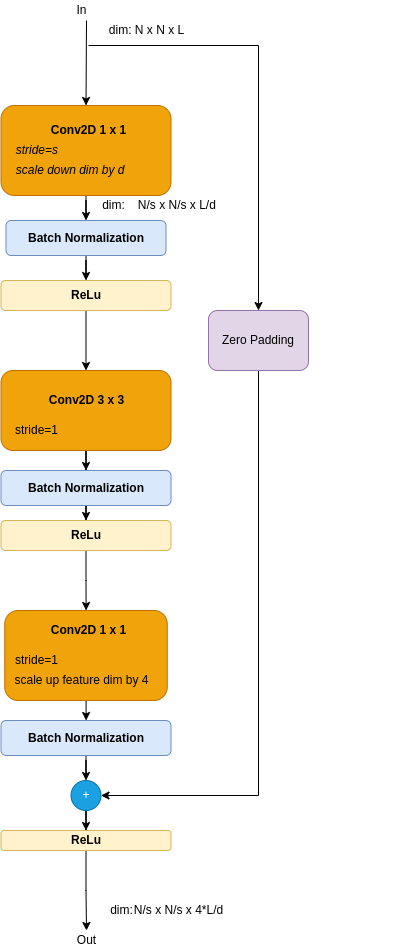 In
dim: N x N x L
Conv2D 1 x 1
stride=s
scale down dim by d
dim: N/s x N/s x L/d
Batch Normalization
ReLu
Zero Padding
Conv2D 3 x 3
stride=1
Batch Normalization
ReLu
Conv2D 1 x 1
stride=1
scale up feature dim by 4
Batch Normalization
+
ReLu
dim:N/s x N/s x 4*L/d
Out